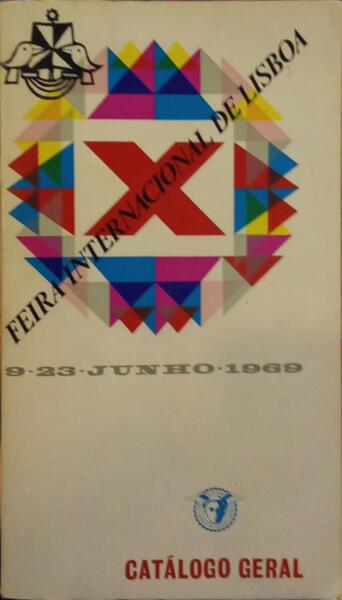 FEIRA INTERNACIONAL DE LISBOA
X
9·23·JUNHO·1969
CATÁLOGO GERAL